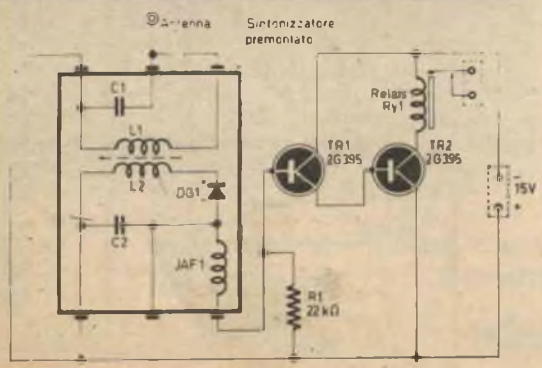 Antenna
Sintonizzatore
premontato
C1
L1
L2
DG1
C2
JAF1
TR1
2G395
Relais
Ry1
TR2
2G395
R1
22kΩ
-
15V
+